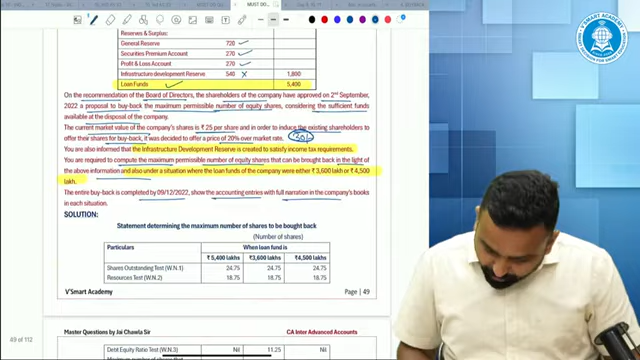 MUST DO...
V'SMART ACADEMY
Reserves & Surplus:
General Reserve 720
Securities Premium Account 270
Profit & Loss Account 270
Infrastructure development Reserve 540 1,800
Loan Funds 5,400
On the recommendation of the Board of Directors, the shareholders of the company have approved on 2nd September,
2022 a proposal to buy-back the maximum permissible number of equity shares, considering the sufficient funds
available at the disposal of the company.
The current market value of the company's shares is ₹ 25 per share and in order to induce the existing shareholders
to offer their shares for buy-back, it was decided to offer a price of 20% over market rate. 30/-
You are also informed that the Infrastructure Development Reserve is created to satisfy income tax requirements.
You are required to compute the maximum permissible number of equity shares that can be brought back in the light of
the above information and also under a situation where the loan funds of the company were either ₹ 3,600 lakh or ₹ 4,500
lakh.
The entire buy-back is completed by 09/12/2022, show the accounting entries with full narration in the company's books
in each situation.
SOLUTION:
Statement determining the maximum number of shares to be bought back
(Number of shares)
Particulars When loan fund is
₹ 5,400 lakhs ₹3,600 lakhs ₹4,500 lakhs
Shares Outstanding Test (W.N.1) 24.75 24.75 24.75
Resources Test (W.N.2) 18.75 18.75 18.75
V'Smart Academy Page | 49
49 of 112
Master Questions by Jai Chawla Sir CA Inter Advanced Accounts
Debt Equity Ratio Test (W.N.3) Nil 11.25 Nil